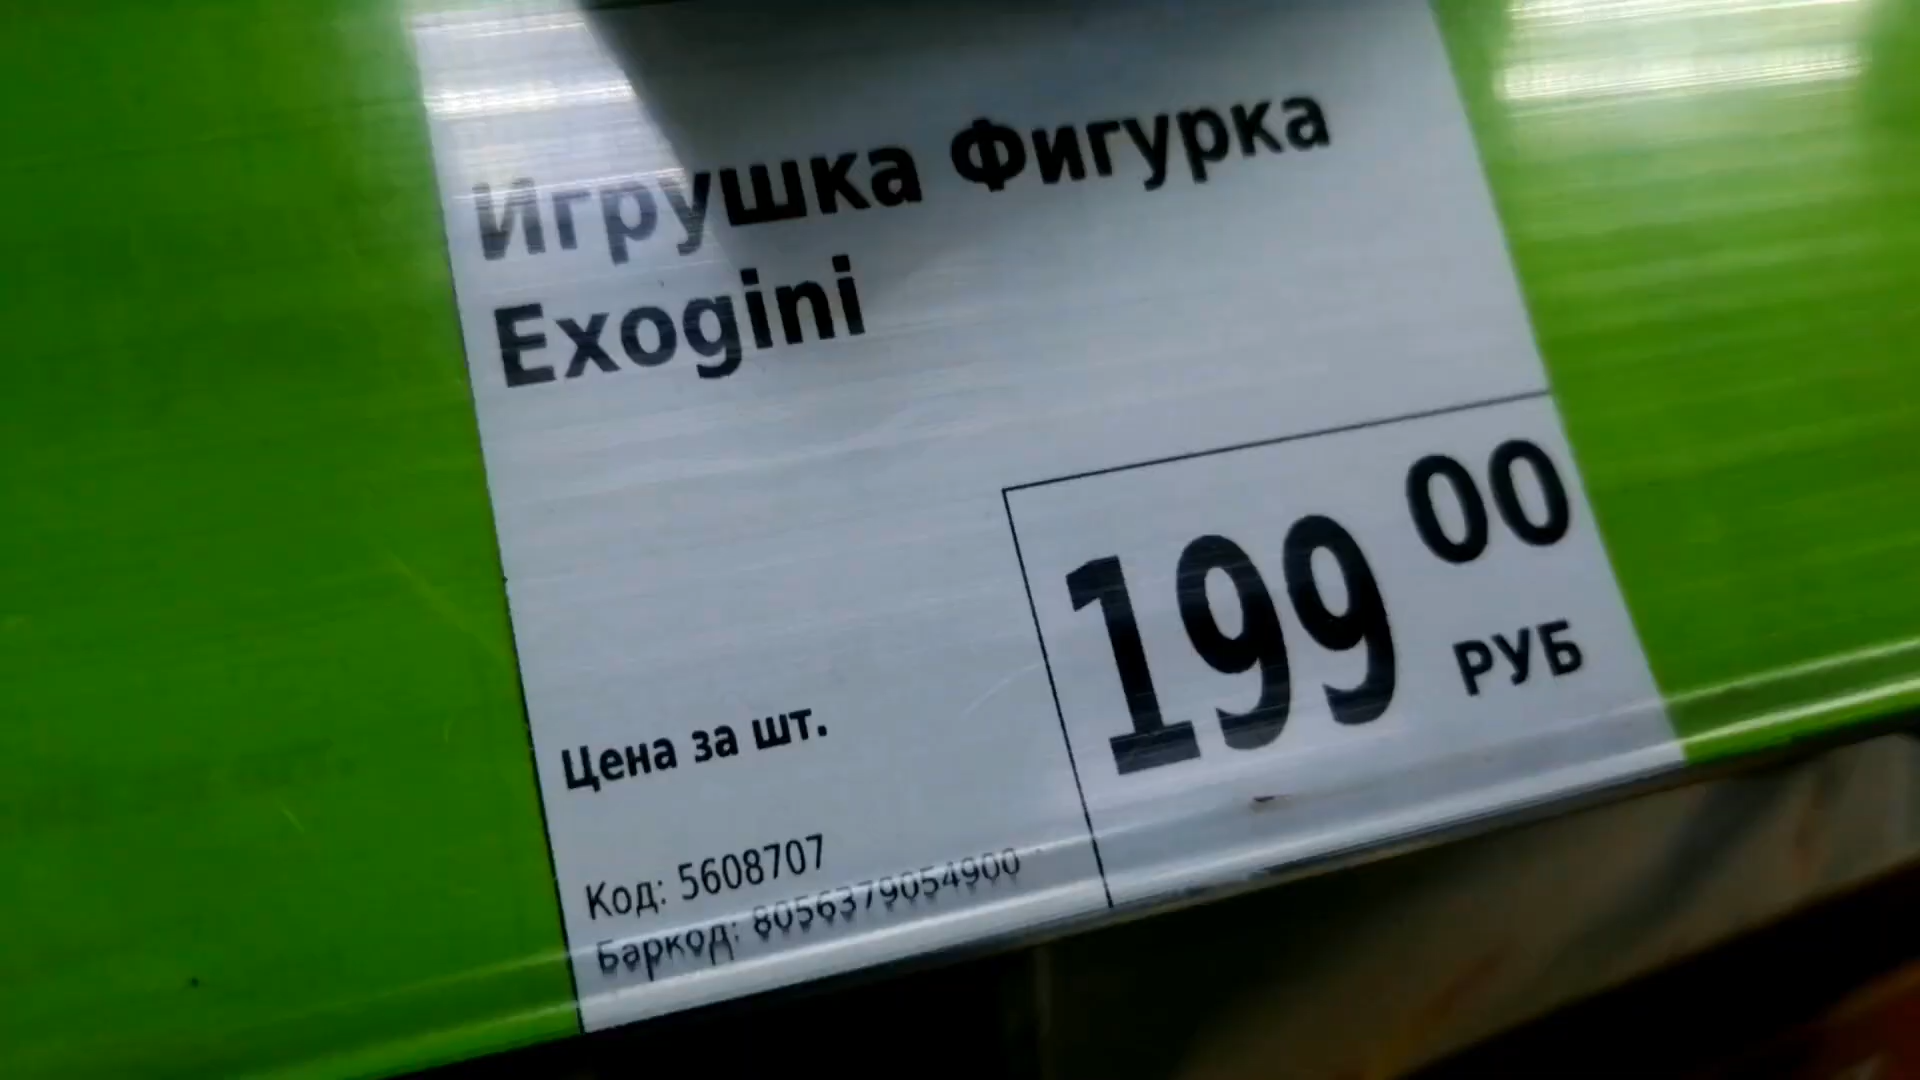 Игрушка Фигурка
Exogini
199 00
РУБ
Цена за шт.
Код: 5608707
Баркод: 8056379054900